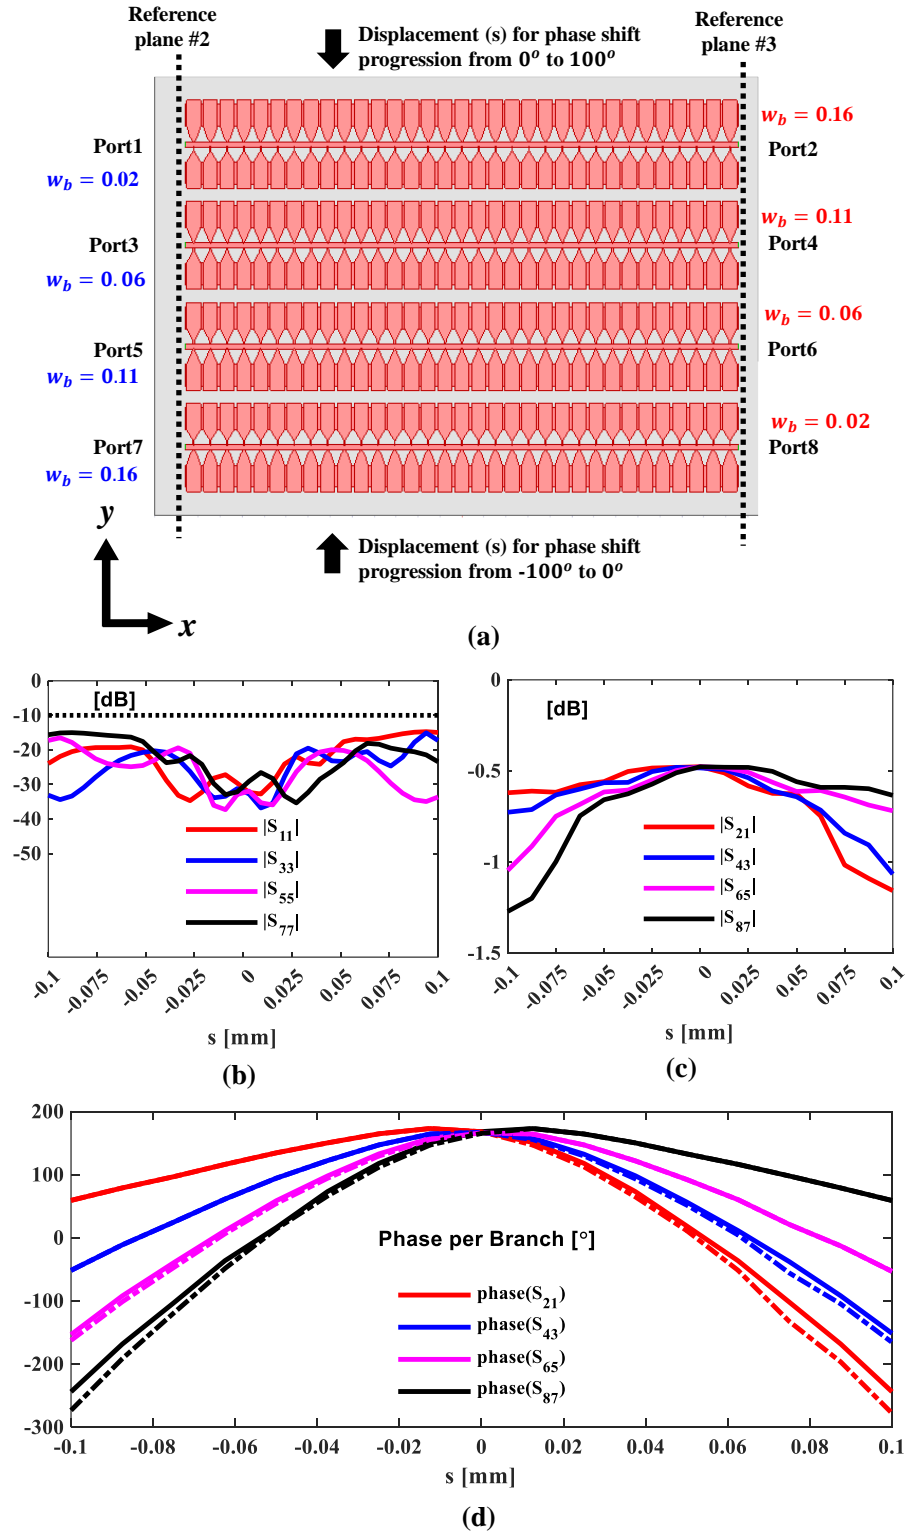 Reference
plane #2
Displacement (s) for phase shift
progression from 0° to 100°
Reference
plane #3
w_b = 0.16
Port1
Port2
w_b = 0.02
w_b = 0.11
Port3
Port4
w_b = 0.06
w_b = 0.06
Port5
Port6
w_b = 0.11
w_b = 0.02
Port7
Port8
w_b = 0.16
y
Displacement (s) for phase shift
progression from -100° to 0°
x
(a)
0
[dB]
-10
-20
-30
-40
-50
|S11|
|S33|
|S55|
|S77|
-0.1 -0.075 -0.05 -0.025 0 0.025 0.05 0.075 0.1
s [mm]
(b)
0
[dB]
-0.5
-1
-1.5
|S21|
|S43|
|S65|
|S87|
-0.1 -0.075 -0.05 -0.025 0 0.025 0.05 0.075 0.1
s [mm]
(c)
200
100
0
-100
-200
-300
Phase per Branch [°]
phase(S21)
phase(S43)
phase(S65)
phase(S87)
-0.1 -0.08 -0.06 -0.04 -0.02 0 0.02 0.04 0.06 0.08 0.1
s [mm]
(d)